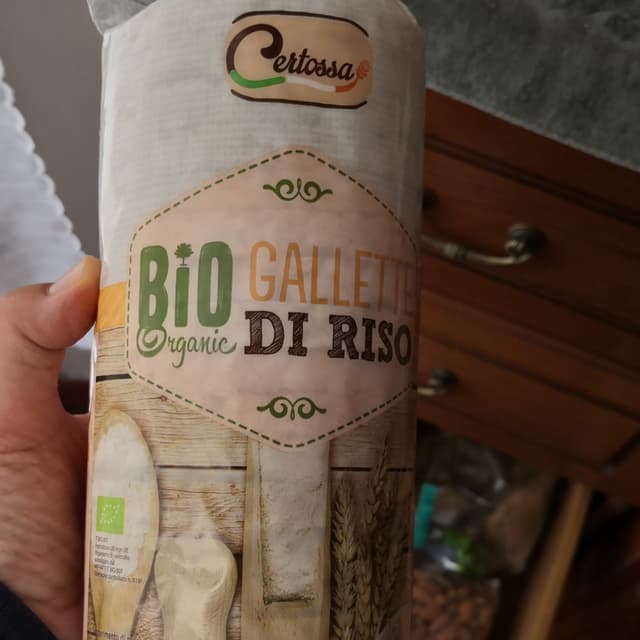 Certossa
BiO
Organic
GALLETTE
DI RISO